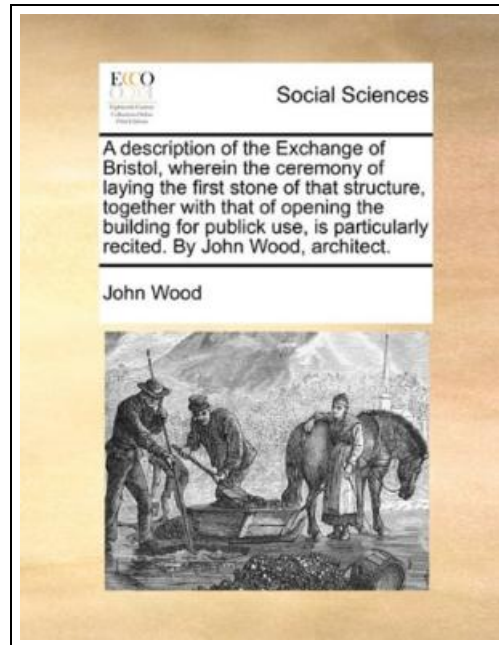 ECCO
Social Sciences
A description of the Exchange of
Bristol, wherein the ceremony of
laying the first stone of that structure,
together with that of opening the
building for publick use, is particularly
recited. By John Wood, architect.
John Wood